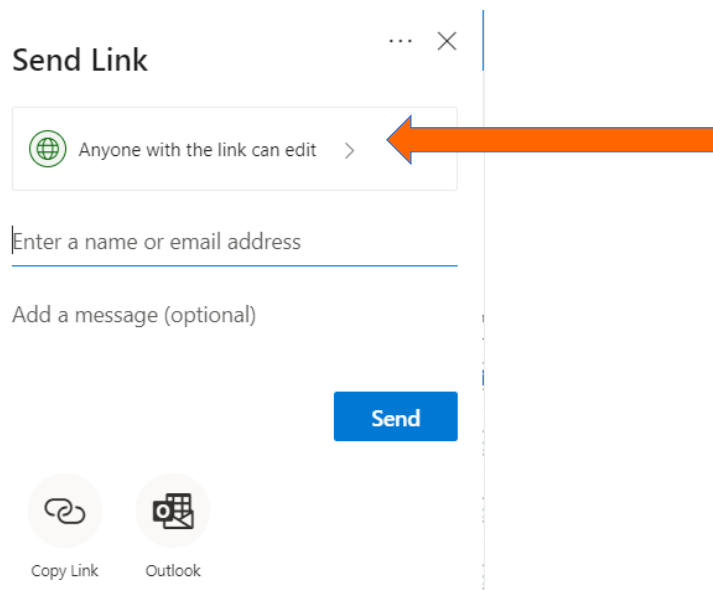 Send Link
Anyone with the link can edit
Enter a name or email address
Add a message (optional)
Send
Copy Link
Outlook